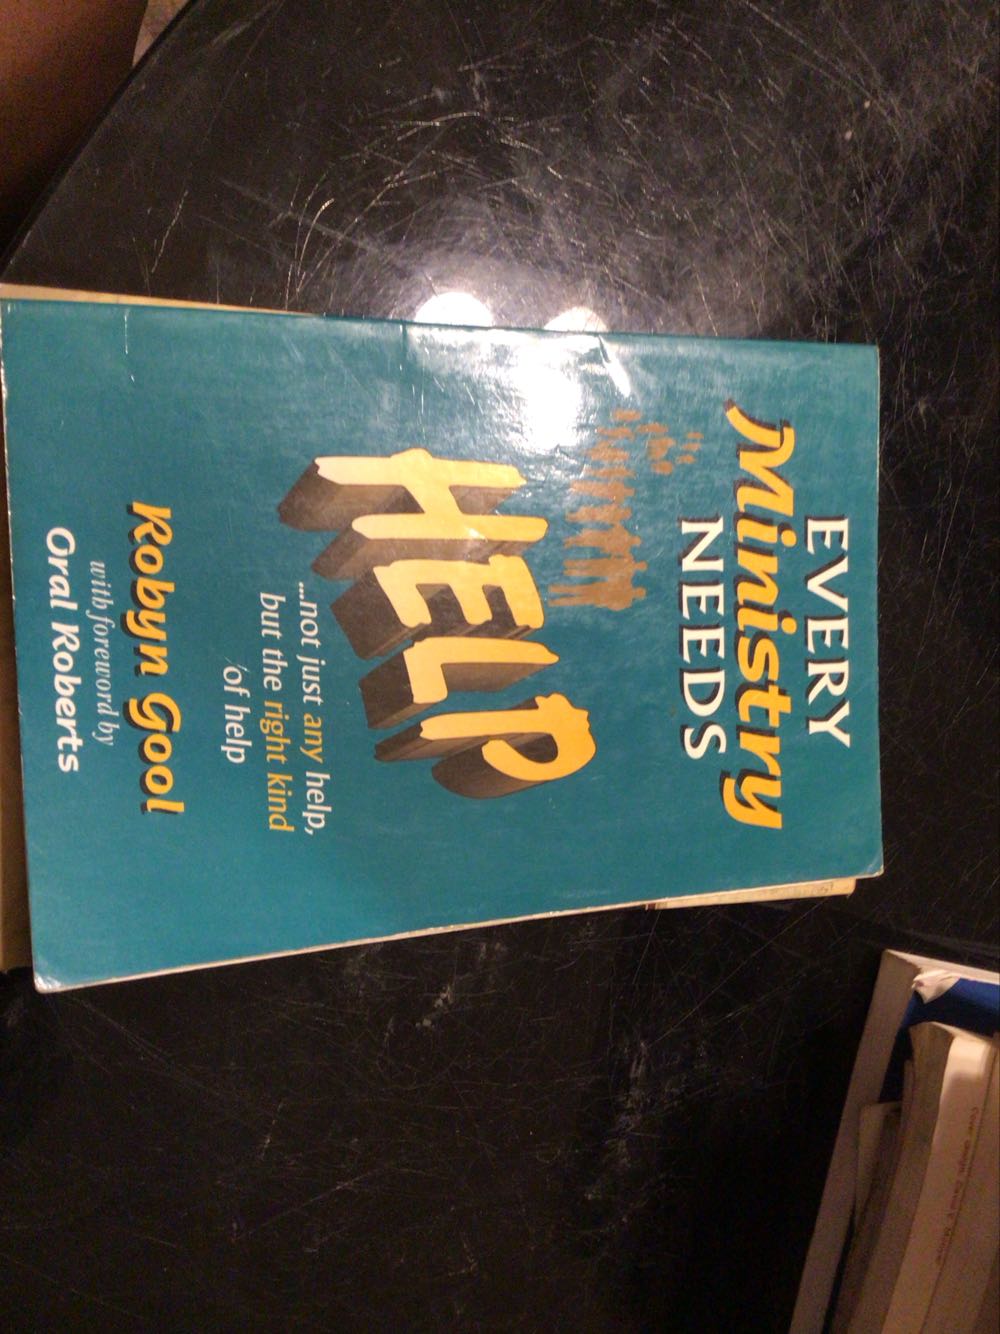 EVERY
Ministry
NEEDS
HELP
...not just any help,
but the right kind
of help
Robyn Gool
with foreword by
Oral Roberts